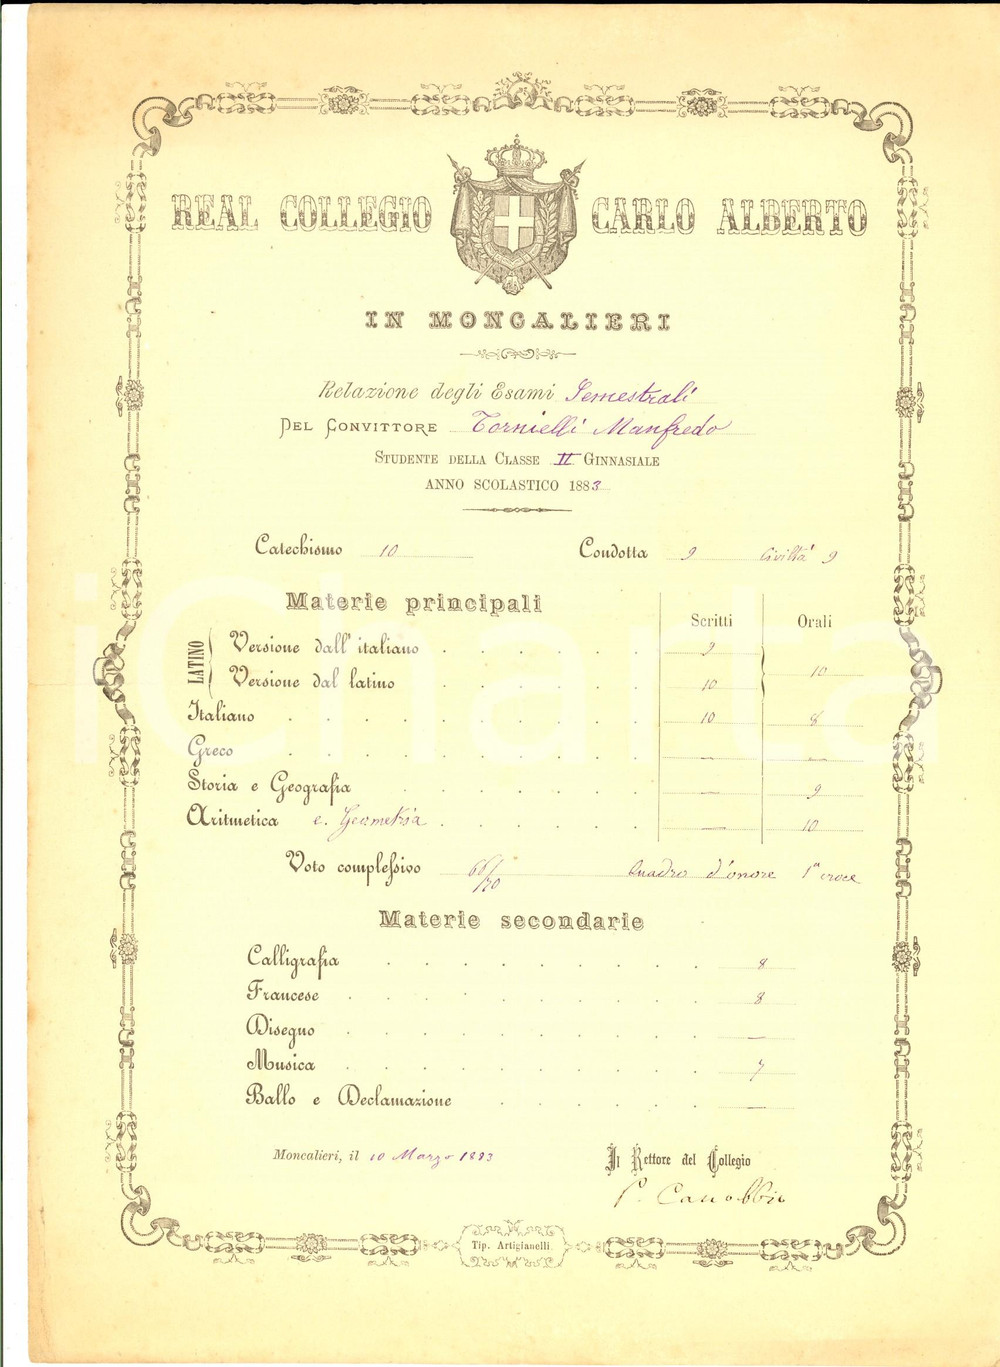 REAL COLLEGIO CARLO ALBERTO
IN MONCALIERI
Relazione degli Esami Semestrali
DEL CONVITTORE Tornielli Manfredo
STUDENTE DELLA CLASSE II GINNASIALE
ANNO SCOLASTICO 1883
Catechismo 10 Condotta 9 Civiltà 9
Materie principali Scritti Orali
LATINO
Versione dall' italiano 9
Versione dal latino 10 10
Italiano 10 8
Greco — —
Storia e Geografia — 9
Aritmetica e Geometria — 10
Voto complessivo 66/70 Quadro d'onore 1ª croce
Materie secondarie
Calligrafia 8
Francese 8
Disegno —
Musica 7
Ballo e Declamazione —
Moncalieri, il 10 Marzo 1883
Il Rettore del Collegio
P. Canobbio
Tip. Artigianelli
iCharta